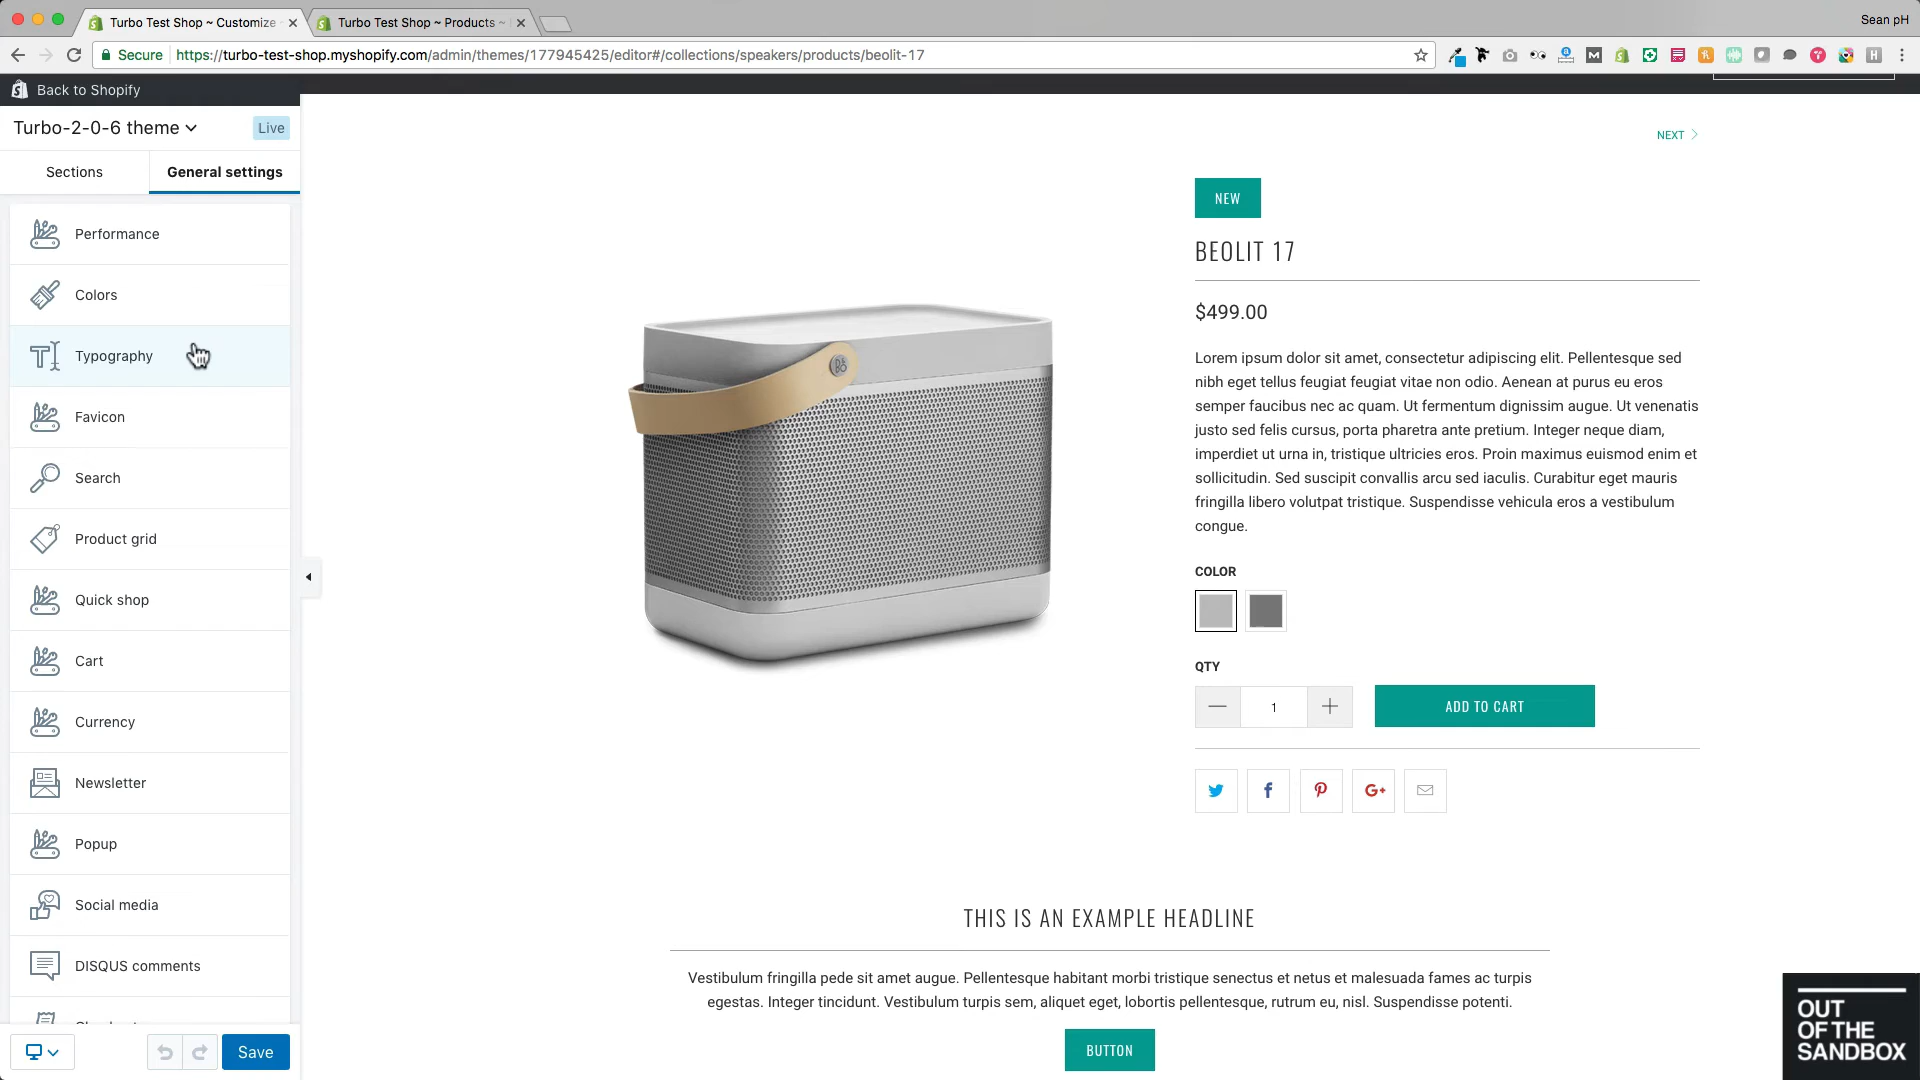 Turbo Test Shop ~ Customize
Turbo Test Shop ~ Products ~
Sean pH
Secure
https://turbo-test-shop.myshopify.com/admin/themes/177945425/editor#/collections/speakers/products/beolit-17
Back to Shopify
Turbo-2-0-6 theme
Live
Sections
General settings
Performance
Colors
Typography
Favicon
Search
Product grid
Quick shop
Cart
Currency
Newsletter
Popup
Social media
DISQUS comments
Save
NEXT
NEW
BEOLIT 17
$499.00
Lorem ipsum dolor sit amet, consectetur adipiscing elit. Pellentesque sed
nibh eget tellus feugiat feugiat vitae non odio. Aenean at purus eu eros
semper faucibus nec ac quam. Ut fermentum dignissim augue. Ut venenatis
justo sed felis cursus, porta pharetra ante pretium. Integer neque diam,
imperdiet ut urna in, tristique ultricies eros. Proin maximus euismod enim et
sollicitudin. Sed suscipit convallis arcu sed iaculis. Curabitur eget mauris
fringilla libero volutpat tristique. Suspendisse vehicula eros a vestibulum
congue.
COLOR
QTY
1
ADD TO CART
G+
THIS IS AN EXAMPLE HEADLINE
Vestibulum fringilla pede sit amet augue. Pellentesque habitant morbi tristique senectus et netus et malesuada fames ac turpis
egestas. Integer tincidunt. Vestibulum turpis sem, aliquet eget, lobortis pellentesque, rutrum eu, nisl. Suspendisse potenti.
BUTTON
OUT
OF THE
SANDBOX